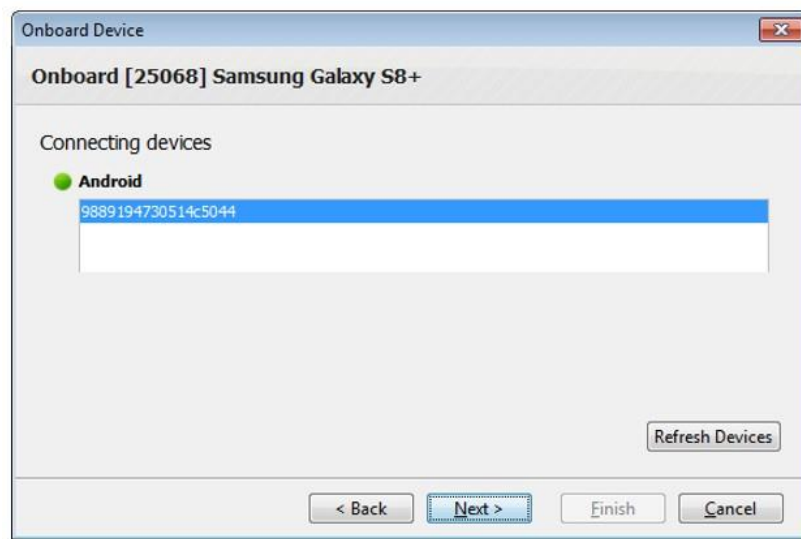 Onboard Device
Onboard [25068] Samsung Galaxy S8+
Connecting devices
Android
9889194730514c5044
Refresh Devices
< Back Next > Finish Cancel